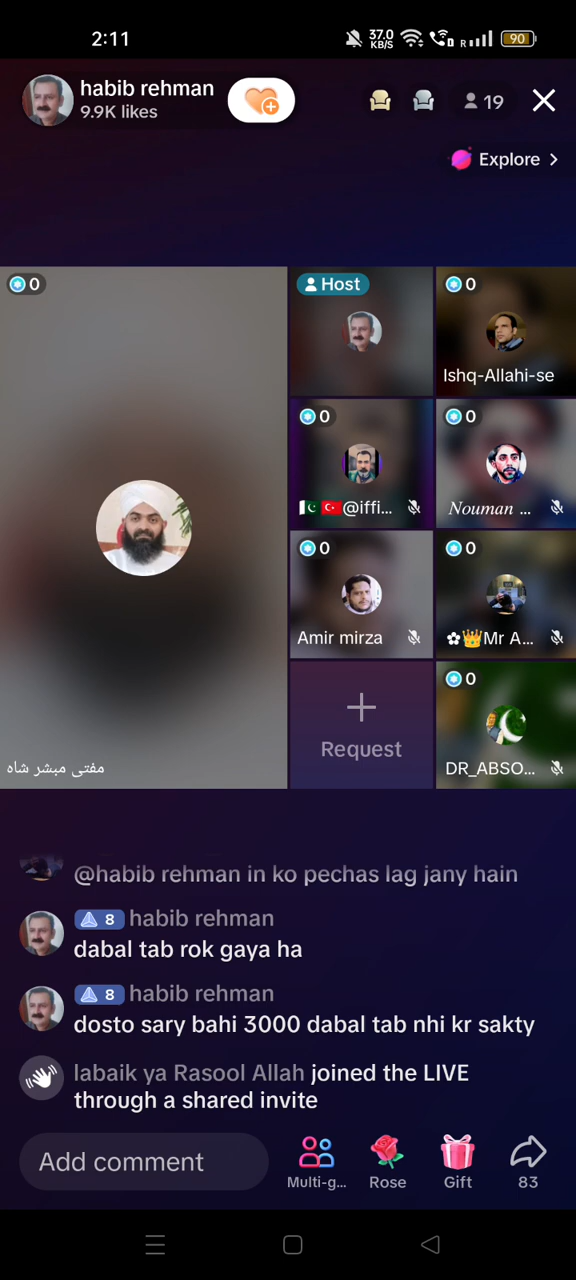 2:11
37.0
KB/S
R
90
habib rehman
9.9K likes
19
Explore
0
Host
0
Ishq-Allahi-se
0
@iffi...
0
Nouman ...
0
Amir mirza
0
Mr A...
Request
0
DR_ABSO...
مفتی مبشر شاہ
@habib rehman in ko pechas lag jany hain
8 habib rehman
dabal tab rok gaya ha
8 habib rehman
dosto sary bahi 3000 dabal tab nhi kr sakty
labaik ya Rasool Allah joined the LIVE
through a shared invite
Add comment
Multi-g...
Rose
Gift
83